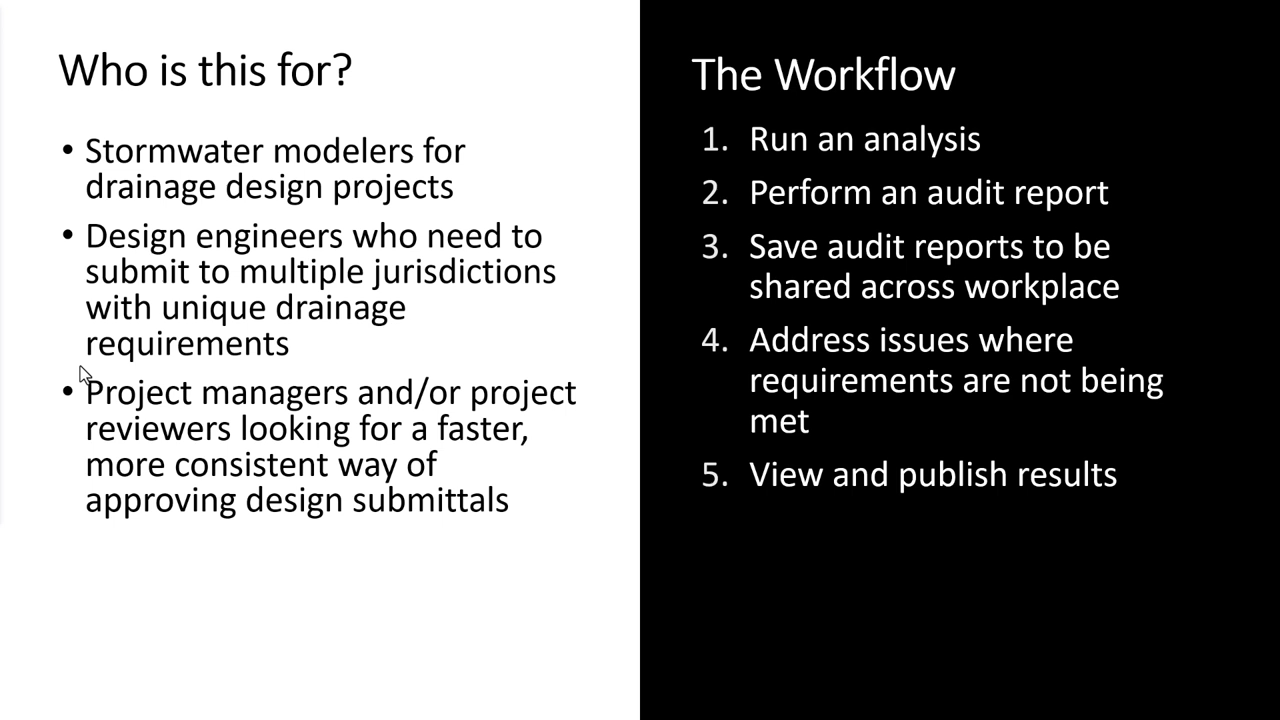 Who is this for?
• Stormwater modelers for
drainage design projects
• Design engineers who need to
submit to multiple jurisdictions
with unique drainage
requirements
• Project managers and/or project
reviewers looking for a faster,
more consistent way of
approving design submittals
The Workflow
1. Run an analysis
2. Perform an audit report
3. Save audit reports to be
shared across workplace
4. Address issues where
requirements are not being
met
5. View and publish results